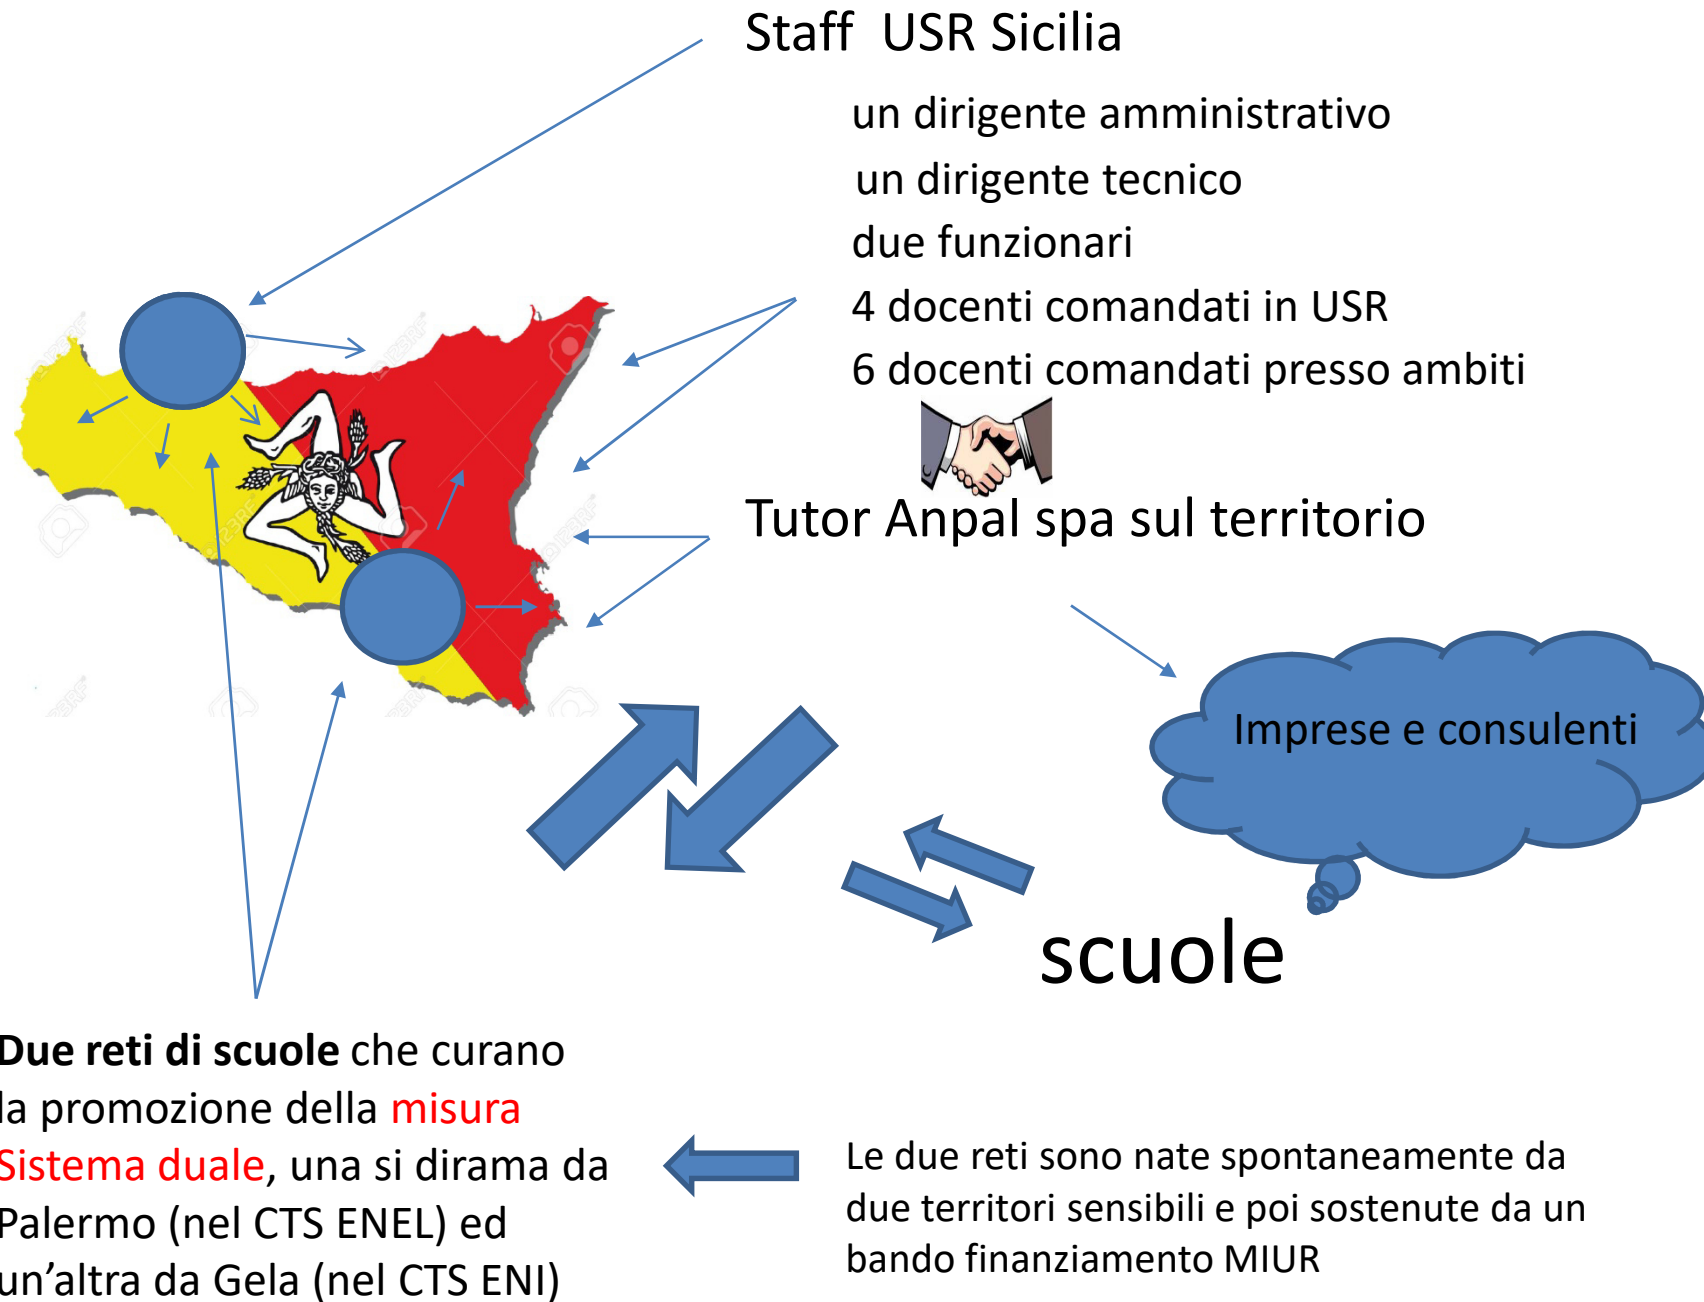 Staff USR Sicilia
un dirigente amministrativo
un dirigente tecnico
due funzionari
4 docenti comandati in USR
6 docenti comandati presso ambiti
Tutor Anpal spa sul territorio
Imprese e consulenti
scuole
Due reti di scuole che curano
la promozione della misura
Sistema duale, una si dirama da
Palermo (nel CTS ENEL) ed
un’altra da Gela (nel CTS ENI)
Le due reti sono nate spontaneamente da
due territori sensibili e poi sostenute da un
bando finanziamento MIUR